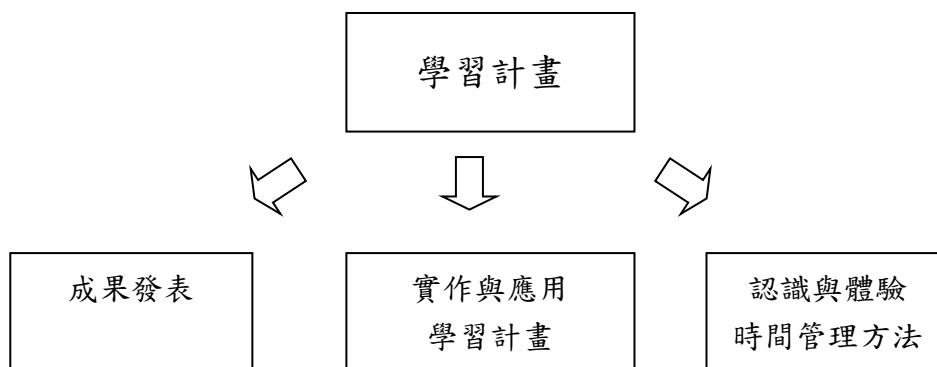 學習計畫
成果發表
實作與應用
學習計畫
認識與體驗
時間管理方法